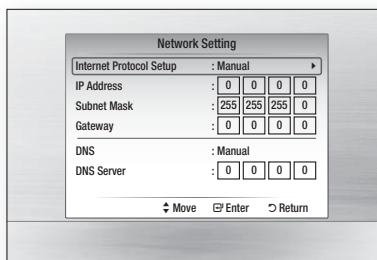 Network Setting
Internet Protocol Setup : Manual
IP Address : 0 0 0 0
Subnet Mask : 255 255 255 0
Gateway : 0 0 0 0
DNS : Manual
DNS Server : 0 0 0 0
Move Enter Return